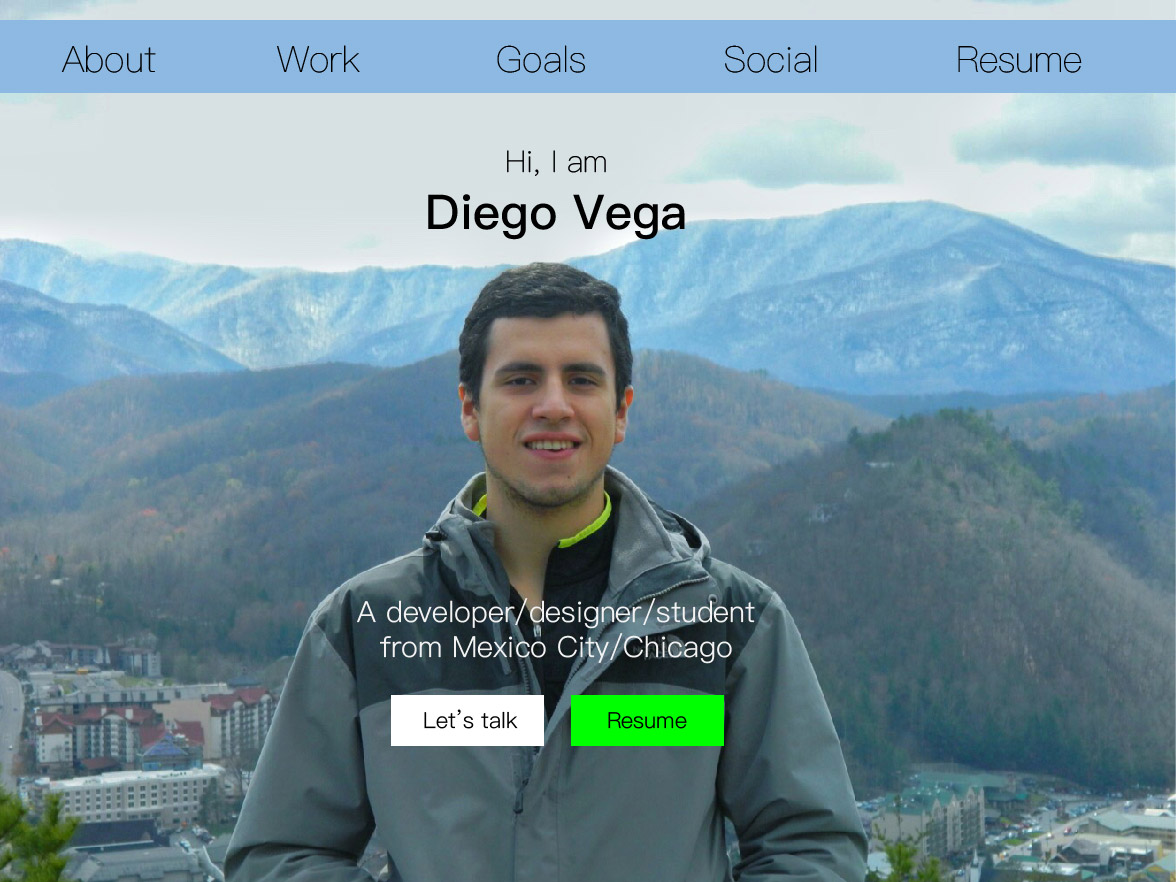 About Work Goals Social Resume
Hi, I am
Diego Vega
A developer/designer/student
from Mexico City/Chicago
Let's talk Resume